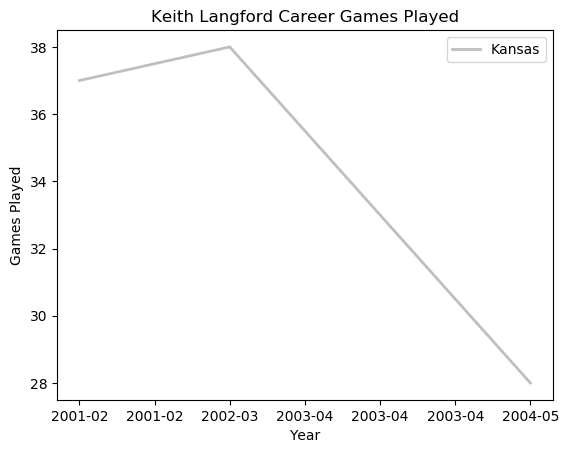 Keith Langford Career Games Played
Kansas
38
36
34
32
30
28
Games Played
2001-02 2001-02 2002-03 2003-04 2003-04 2003-04 2004-05
Year